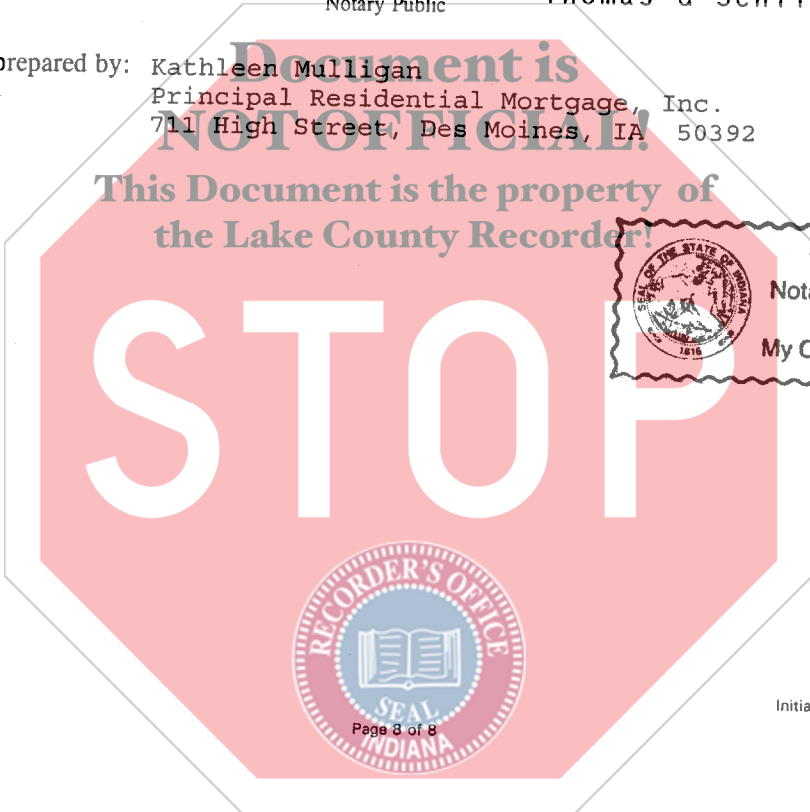 Notary Public
prepared by: Kathleen Mulligan
Document is
Principal Residential Mortgage, Inc.
NOT OFFICIAL!
711 High Street, Des Moines, IA 50392
This Document is the property of
the Lake County Recorder!
SEAL OF THE STATE OF INDIANA
1816
My C
STOP
RECORDER'S OFFICE
SEAL
INDIANA
Page 8 of 8